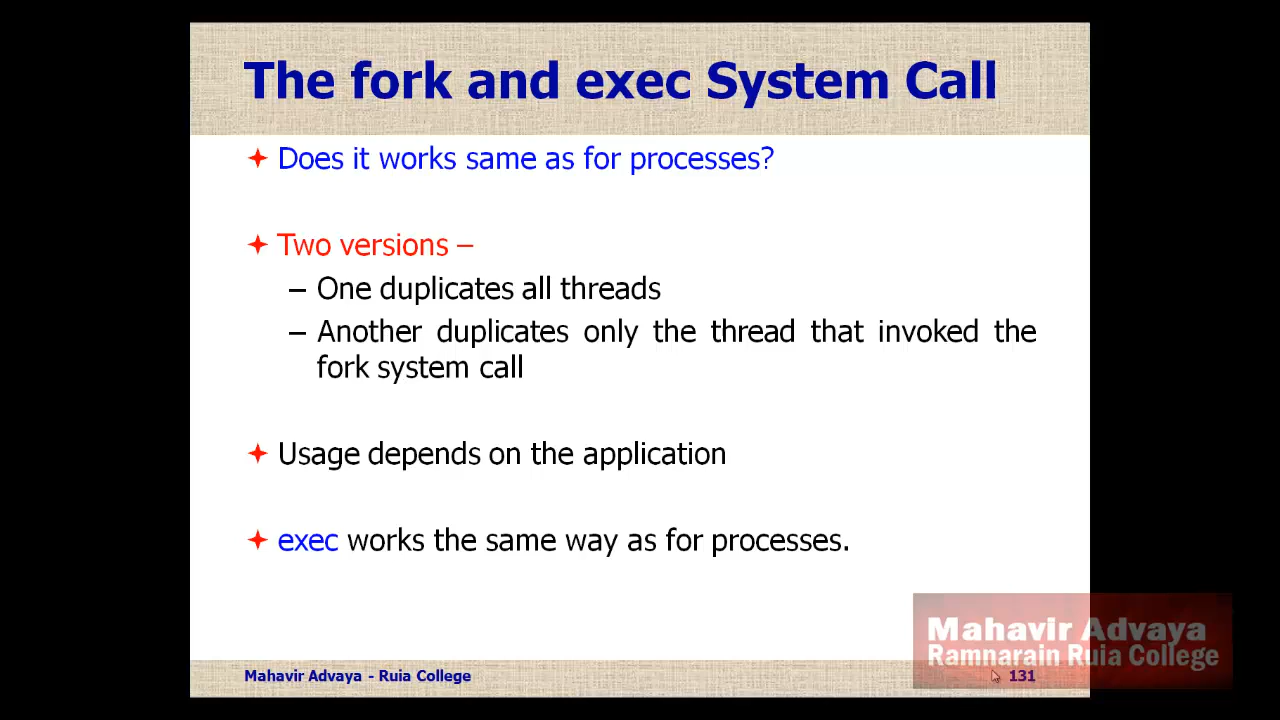 The fork and exec System Call
Does it works same as for processes?
Two versions –
– One duplicates all threads
– Another duplicates only the thread that invoked the
fork system call
Usage depends on the application
exec works the same way as for processes.
Mahavir Advaya
Ramnarain Ruia College
Mahavir Advaya - Ruia College
131